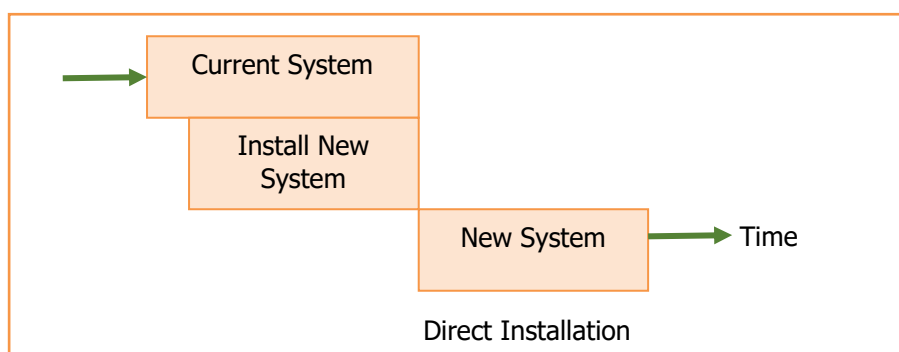 Current System
Install New
System
New System
Time
Direct Installation